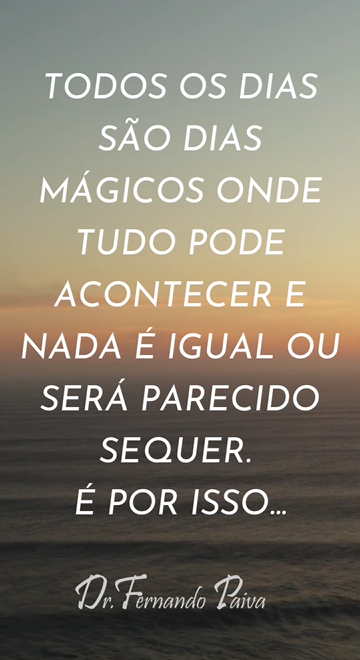 TODOS OS DIAS
SÃO DIAS
MÁGICOS ONDE
TUDO PODE
ACONTECER E
NADA É IGUAL OU
SERÁ PARECIDO
SEQUER.
É POR ISSO...
Dr. Fernando Paiva